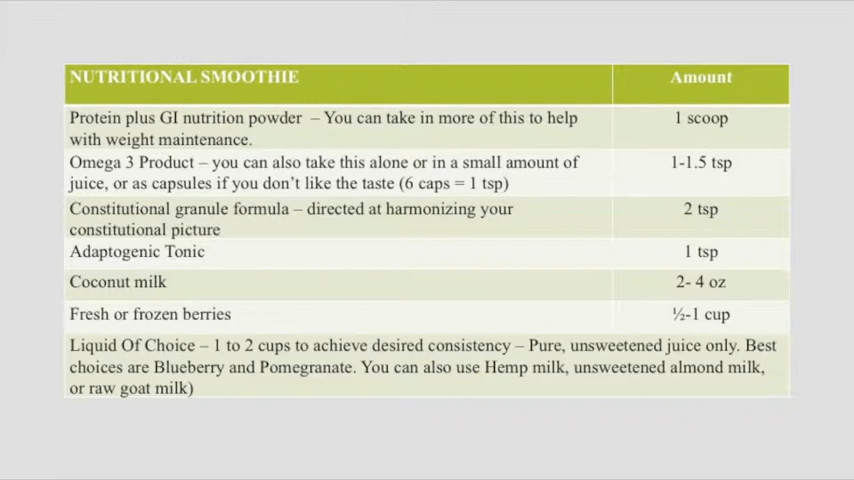 NUTRITIONAL SMOOTHIE Amount
Protein plus GI nutrition powder – You can take in more of this to help 1 scoop
with weight maintenance.
Omega 3 Product – you can also take this alone or in a small amount of 1-1.5 tsp
juice, or as capsules if you don't like the taste (6 caps = 1 tsp)
Constitutional granule formula – directed at harmonizing your 2 tsp
constitutional picture
Adaptogenic Tonic 1 tsp
Coconut milk 2- 4 oz
Fresh or frozen berries ½-1 cup
Liquid Of Choice – 1 to 2 cups to achieve desired consistency – Pure, unsweetened juice only. Best
choices are Blueberry and Pomegranate. You can also use Hemp milk, unsweetened almond milk,
or raw goat milk)